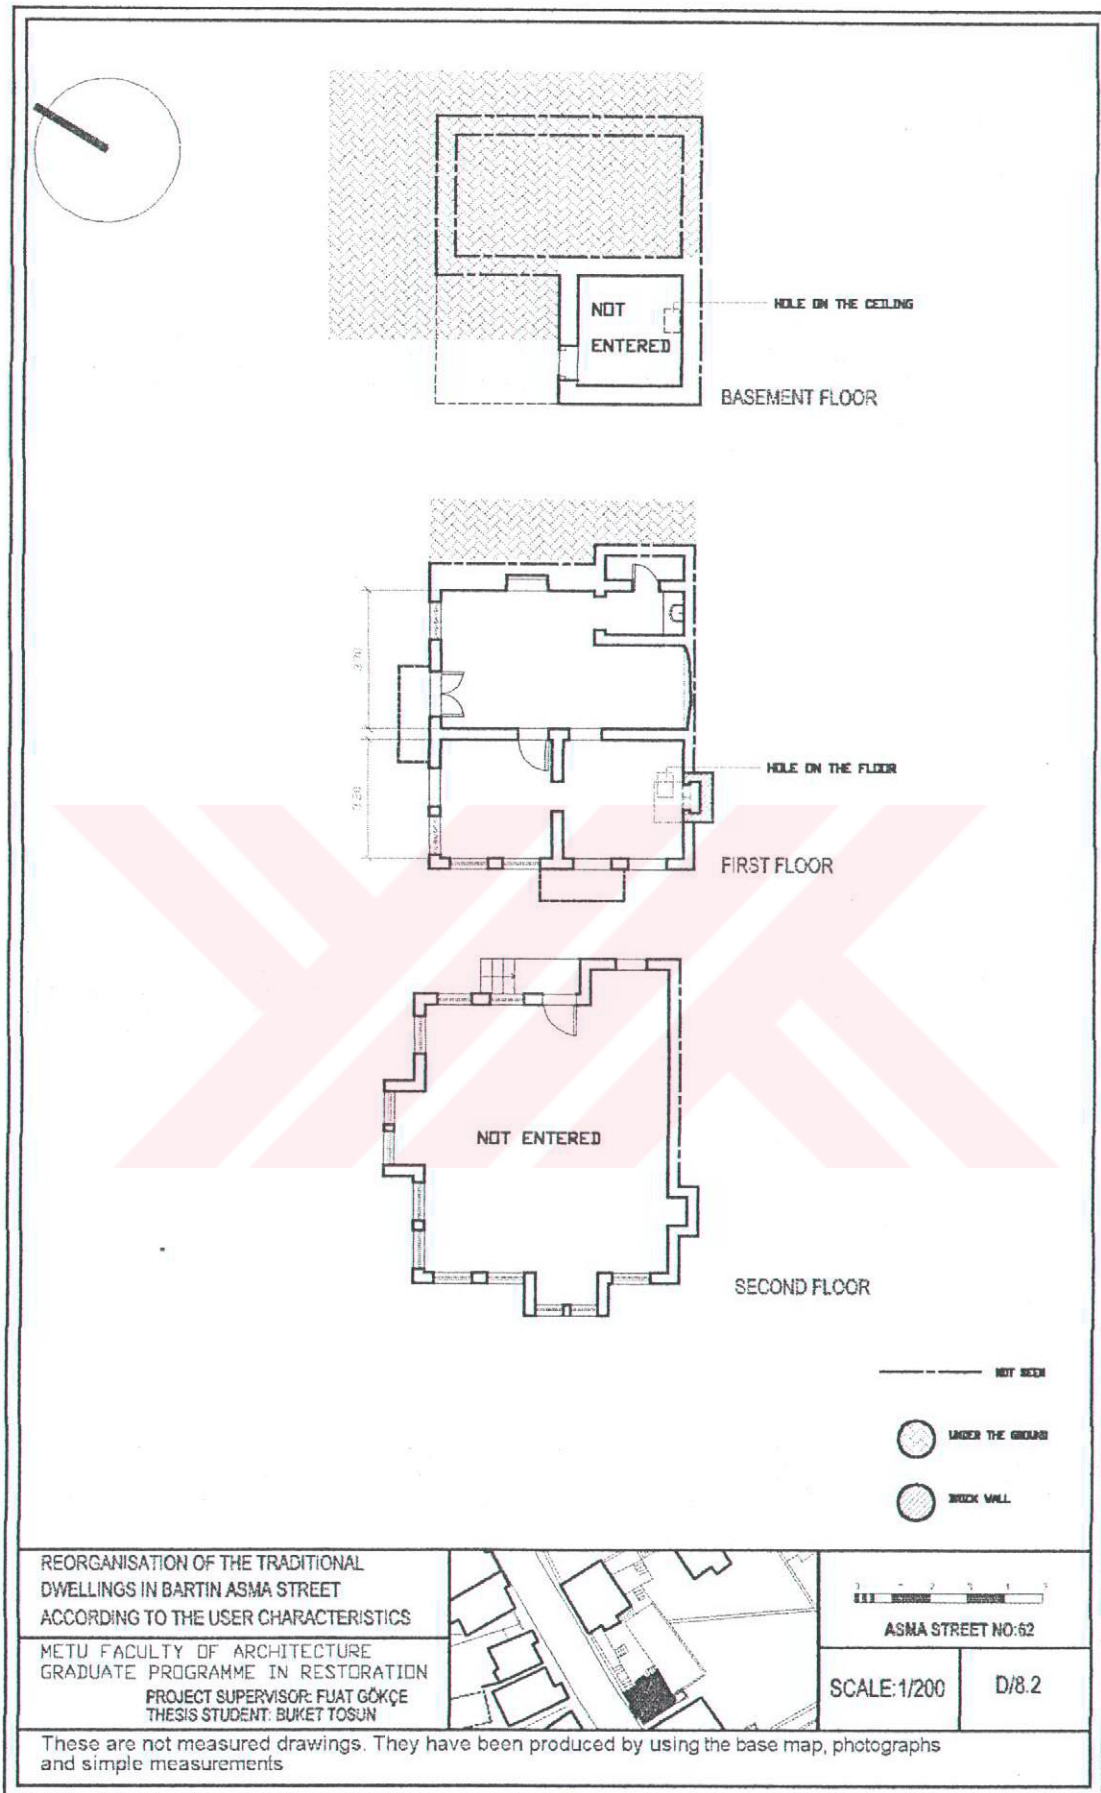 NOT
ENTERED
HOLE ON THE CEILING
BASEMENT FLOOR
HOLE ON THE FLOOR
FIRST FLOOR
NOT ENTERED
SECOND FLOOR
NOT SEEN
UNDER THE GROUND
BRICK WALL
REORGANISATION OF THE TRADITIONAL
DWELLINGS IN BARTIN ASMA STREET
ACCORDING TO THE USER CHARACTERISTICS
METU FACULTY OF ARCHITECTURE
GRADUATE PROGRAMME IN RESTORATION
PROJECT SUPERVISOR: FUAT GÖKÇE
THESIS STUDENT: BUKET TOSUN
ASMA STREET NO:62
SCALE:1/200
D/8.2
These are not measured drawings. They have been produced by using the base map, photographs
and simple measurements